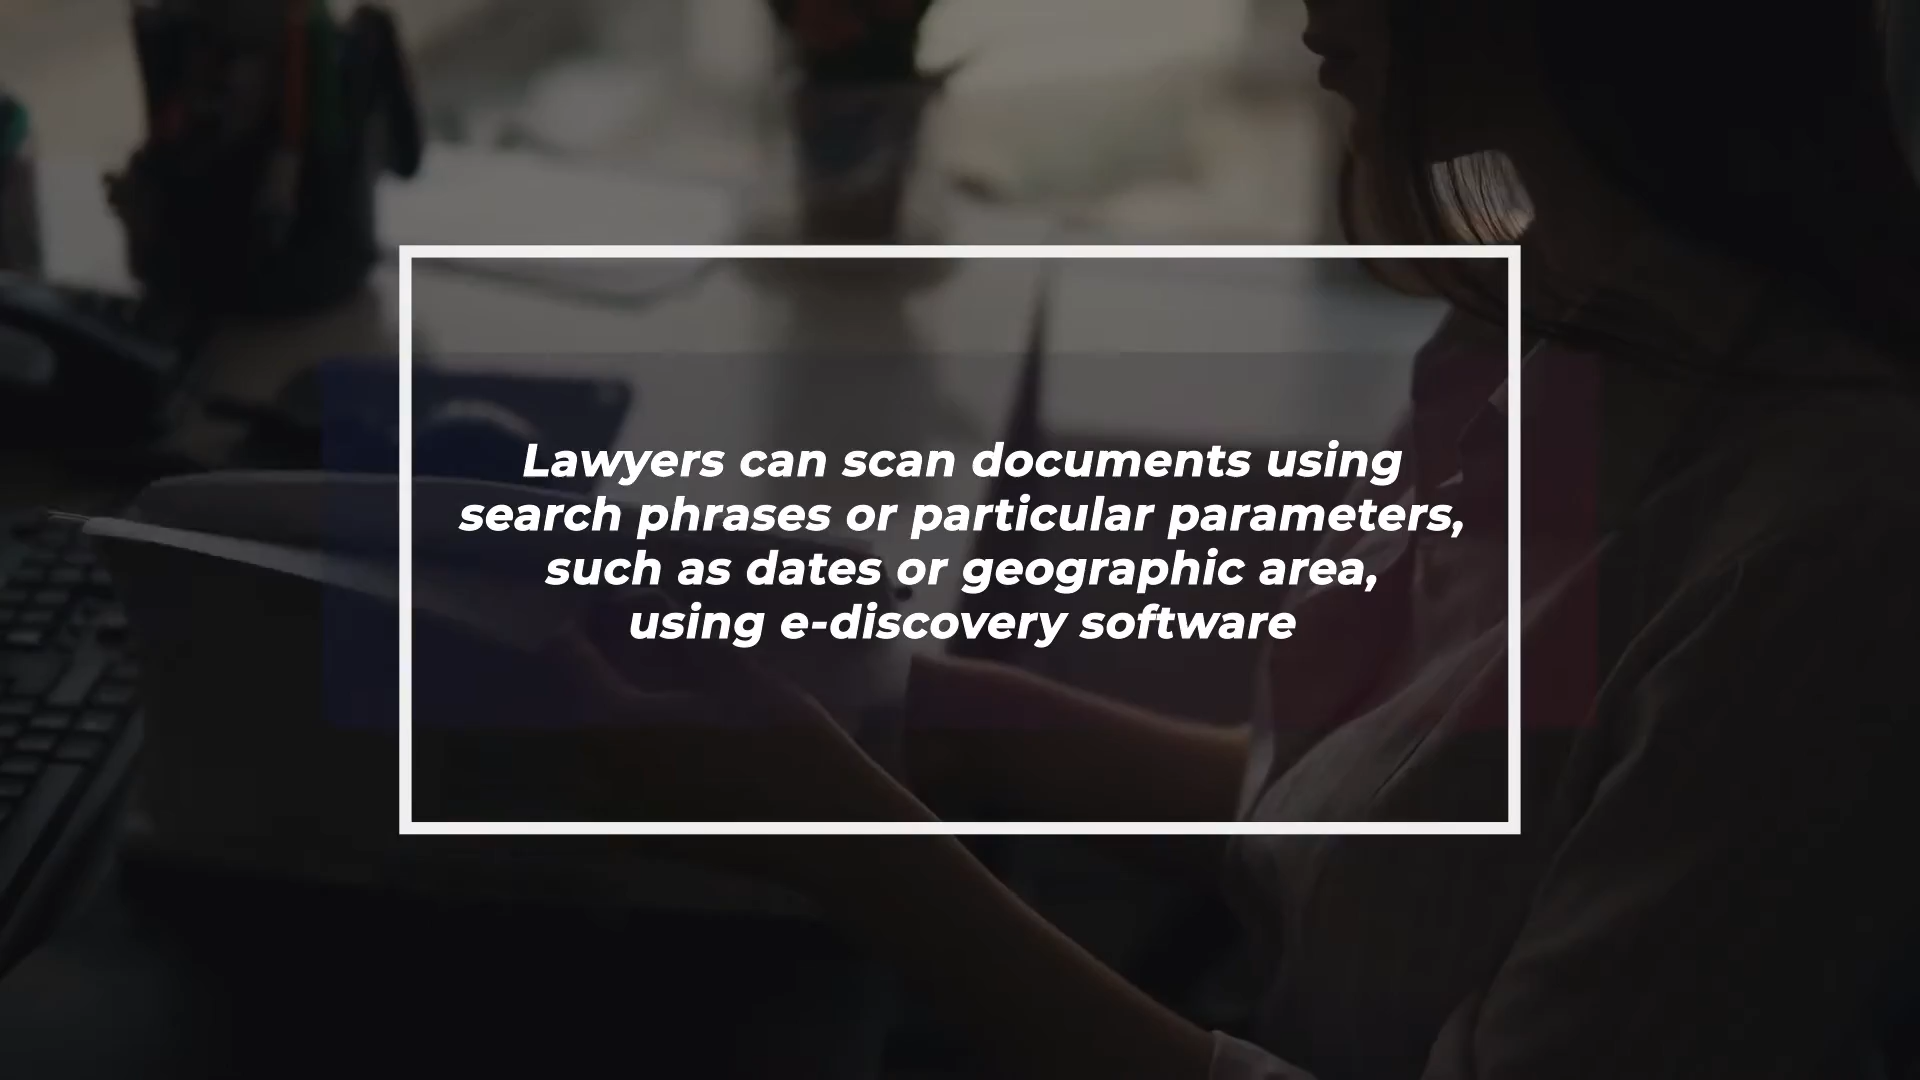 Lawyers can scan documents using
search phrases or particular parameters,
such as dates or geographic area,
using e-discovery software